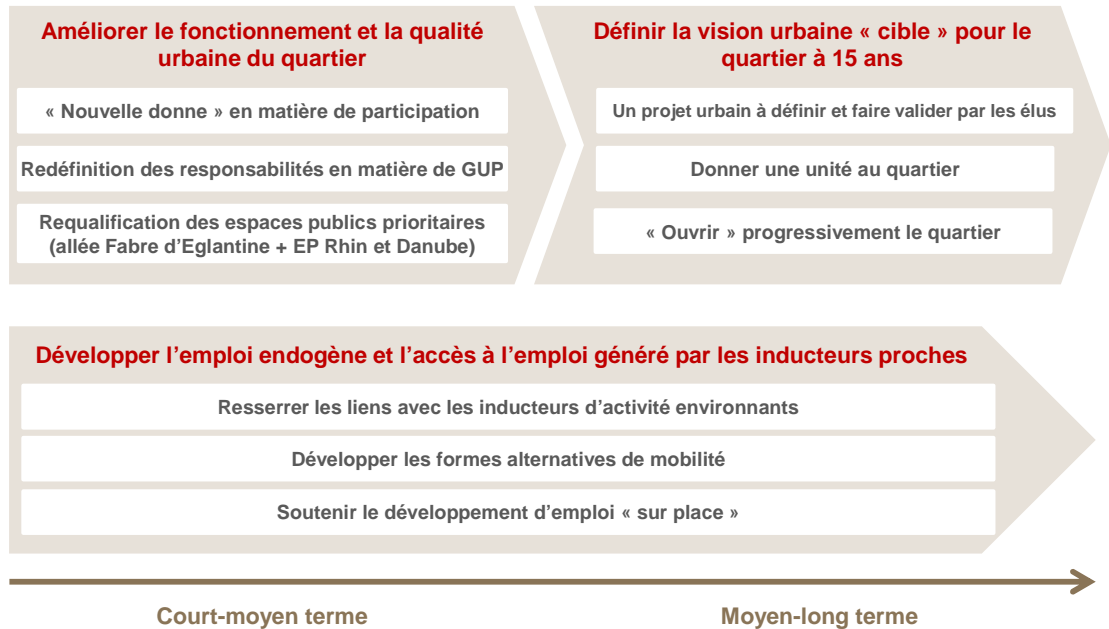 Améliorer le fonctionnement et la qualité
urbaine du quartier
« Nouvelle donne » en matière de participation
Redéfinition des responsabilités en matière de GUP
Requalification des espaces publics prioritaires
(allée Fabre d’Eglantine + EP Rhin et Danube)
Définir la vision urbaine « cible » pour le
quartier à 15 ans
Un projet urbain à définir et faire valider par les élus
Donner une unité au quartier
« Ouvrir » progressivement le quartier
Développer l’emploi endogène et l’accès à l’emploi généré par les inducteurs proches
Resserrer les liens avec les inducteurs d’activité environnants
Développer les formes alternatives de mobilité
Soutenir le développement d’emploi « sur place »
Court-moyen terme
Moyen-long terme